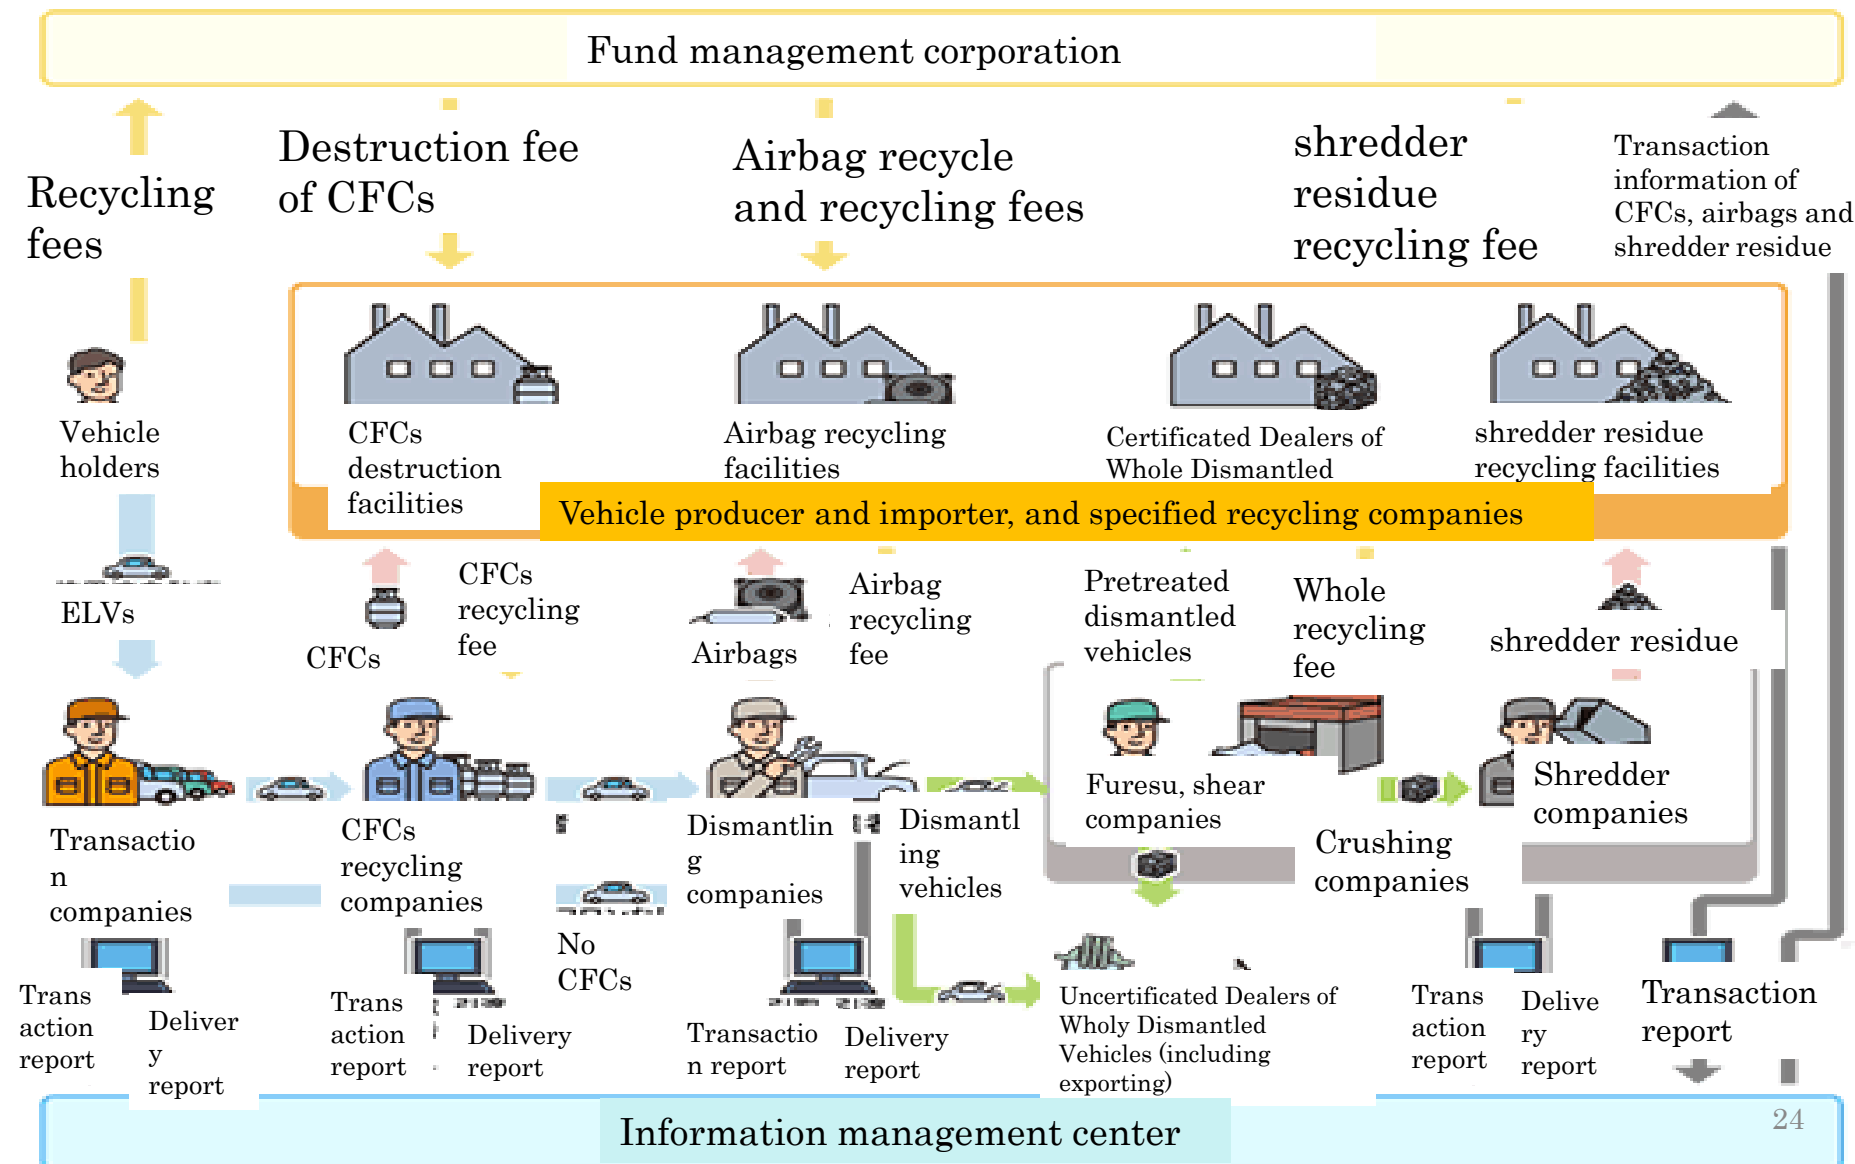 Fund management corporation
Recycling
fees
Destruction fee
of CFCs
Airbag recycle
and recycling fees
shredder
residue
recycling fee
Transaction
information of
CFCs, airbags and
shredder residue
Vehicle
holders
CFCs
destruction
facilities
Airbag recycling
facilities
Certificated Dealers of
Whole Dismantled
shredder residue
recycling facilities
Vehicle producer and importer, and specified recycling companies
ELVs
CFCs
CFCs
recycling
fee
Airbags
Airbag
recycling
fee
Pretreated
dismantled
vehicles
Whole
recycling
fee
shredder residue
Transactio
n
companies
CFCs
recycling
companies
Dismantlin
g
companies
Dismantl
ing
vehicles
Furesu, shear
companies
Crushing
companies
Shredder
companies
No
CFCs
Trans
action
report
Deliver
y
report
Trans
action
report
Delivery
report
Transactio
n report
Delivery
report
Uncertificated Dealers of
Wholy Dismantled
Vehicles (including
exporting)
Trans
action
report
Delive
ry
report
Transaction
report
Information management center
24